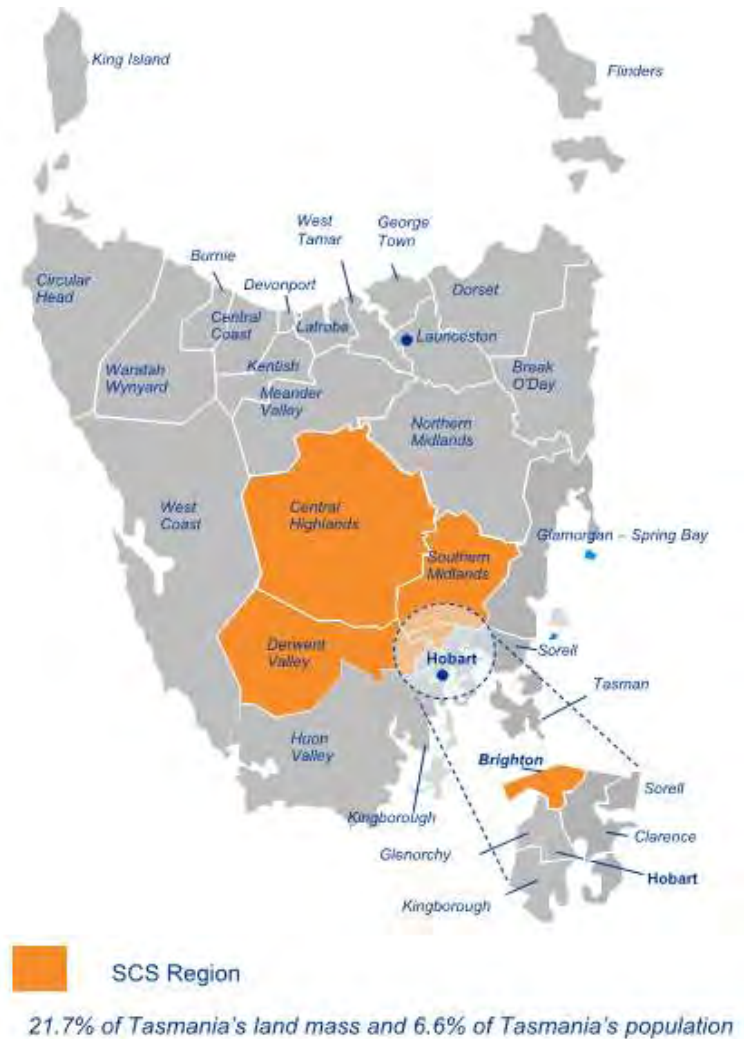 King Island
Flinders
West
Tamar
George
Town
Burnie
Devonport
Circular
Head
Central
Coast
Latrobe
Dorset
Launceston
Waratah
Wynyard
Kentish
Meander
Valley
Break
O'Day
Northern
Midlands
West
Coast
Central
Highlands
Glamorgan – Spring Bay
Southern
Midlands
Derwent
Valley
Hobart
Sorell
Tasman
Huon
Valley
Brighton
Sorell
Kingborough
Clarence
Glenorchy
Hobart
Kingborough
SCS Region
21.7% of Tasmania's land mass and 6.6% of Tasmania's population